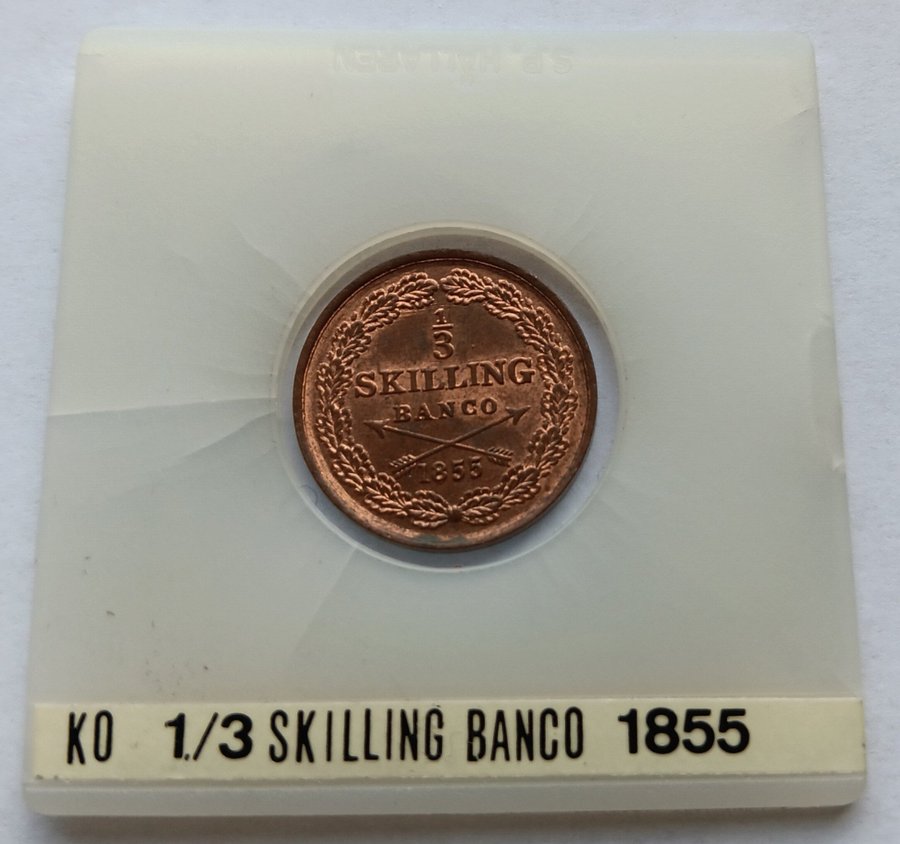 1/3
SKILLING
BANCO
1855
KO 1./3 SKILLING BANCO 1855